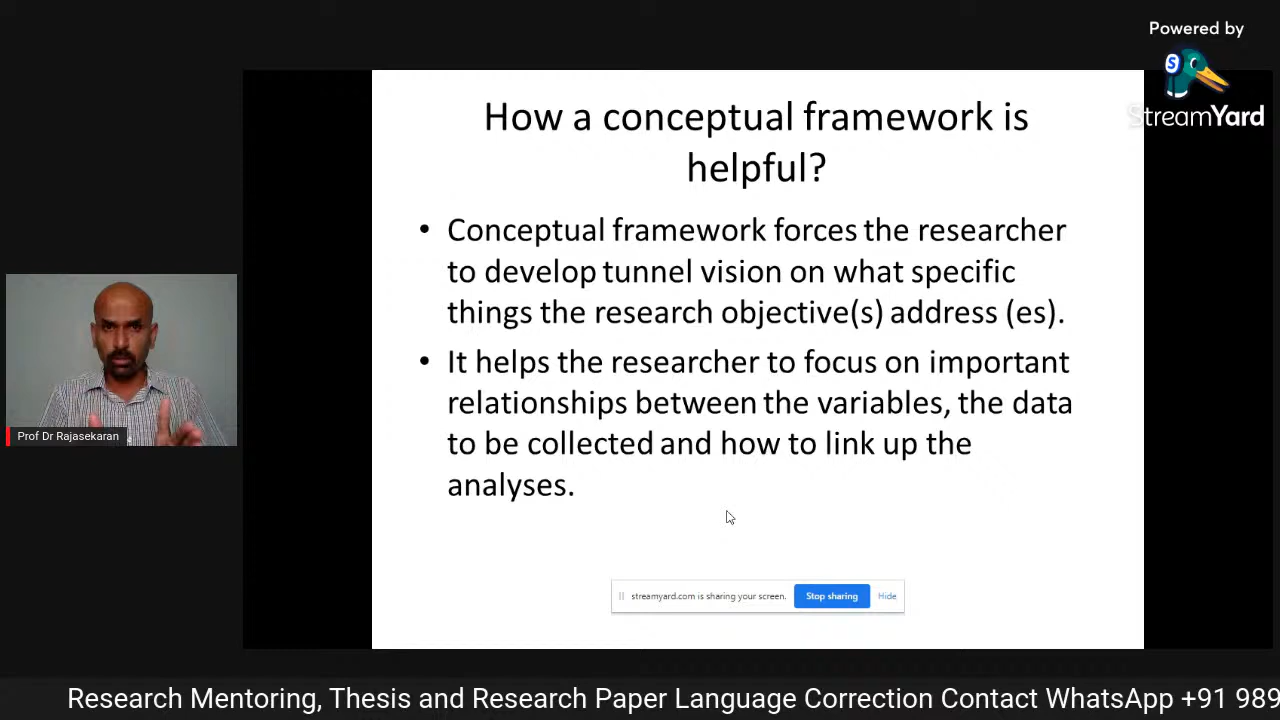 Powered by
StreamYard
How a conceptual framework is
helpful?
• Conceptual framework forces the researcher
to develop tunnel vision on what specific
things the research objective(s) address (es).
• It helps the researcher to focus on important
relationships between the variables, the data
to be collected and how to link up the
analyses.
Prof Dr Rajasekaran
streamyard.com is sharing your screen. Stop sharing Hide
Research Mentoring, Thesis and Research Paper Language Correction Contact WhatsApp +91 989